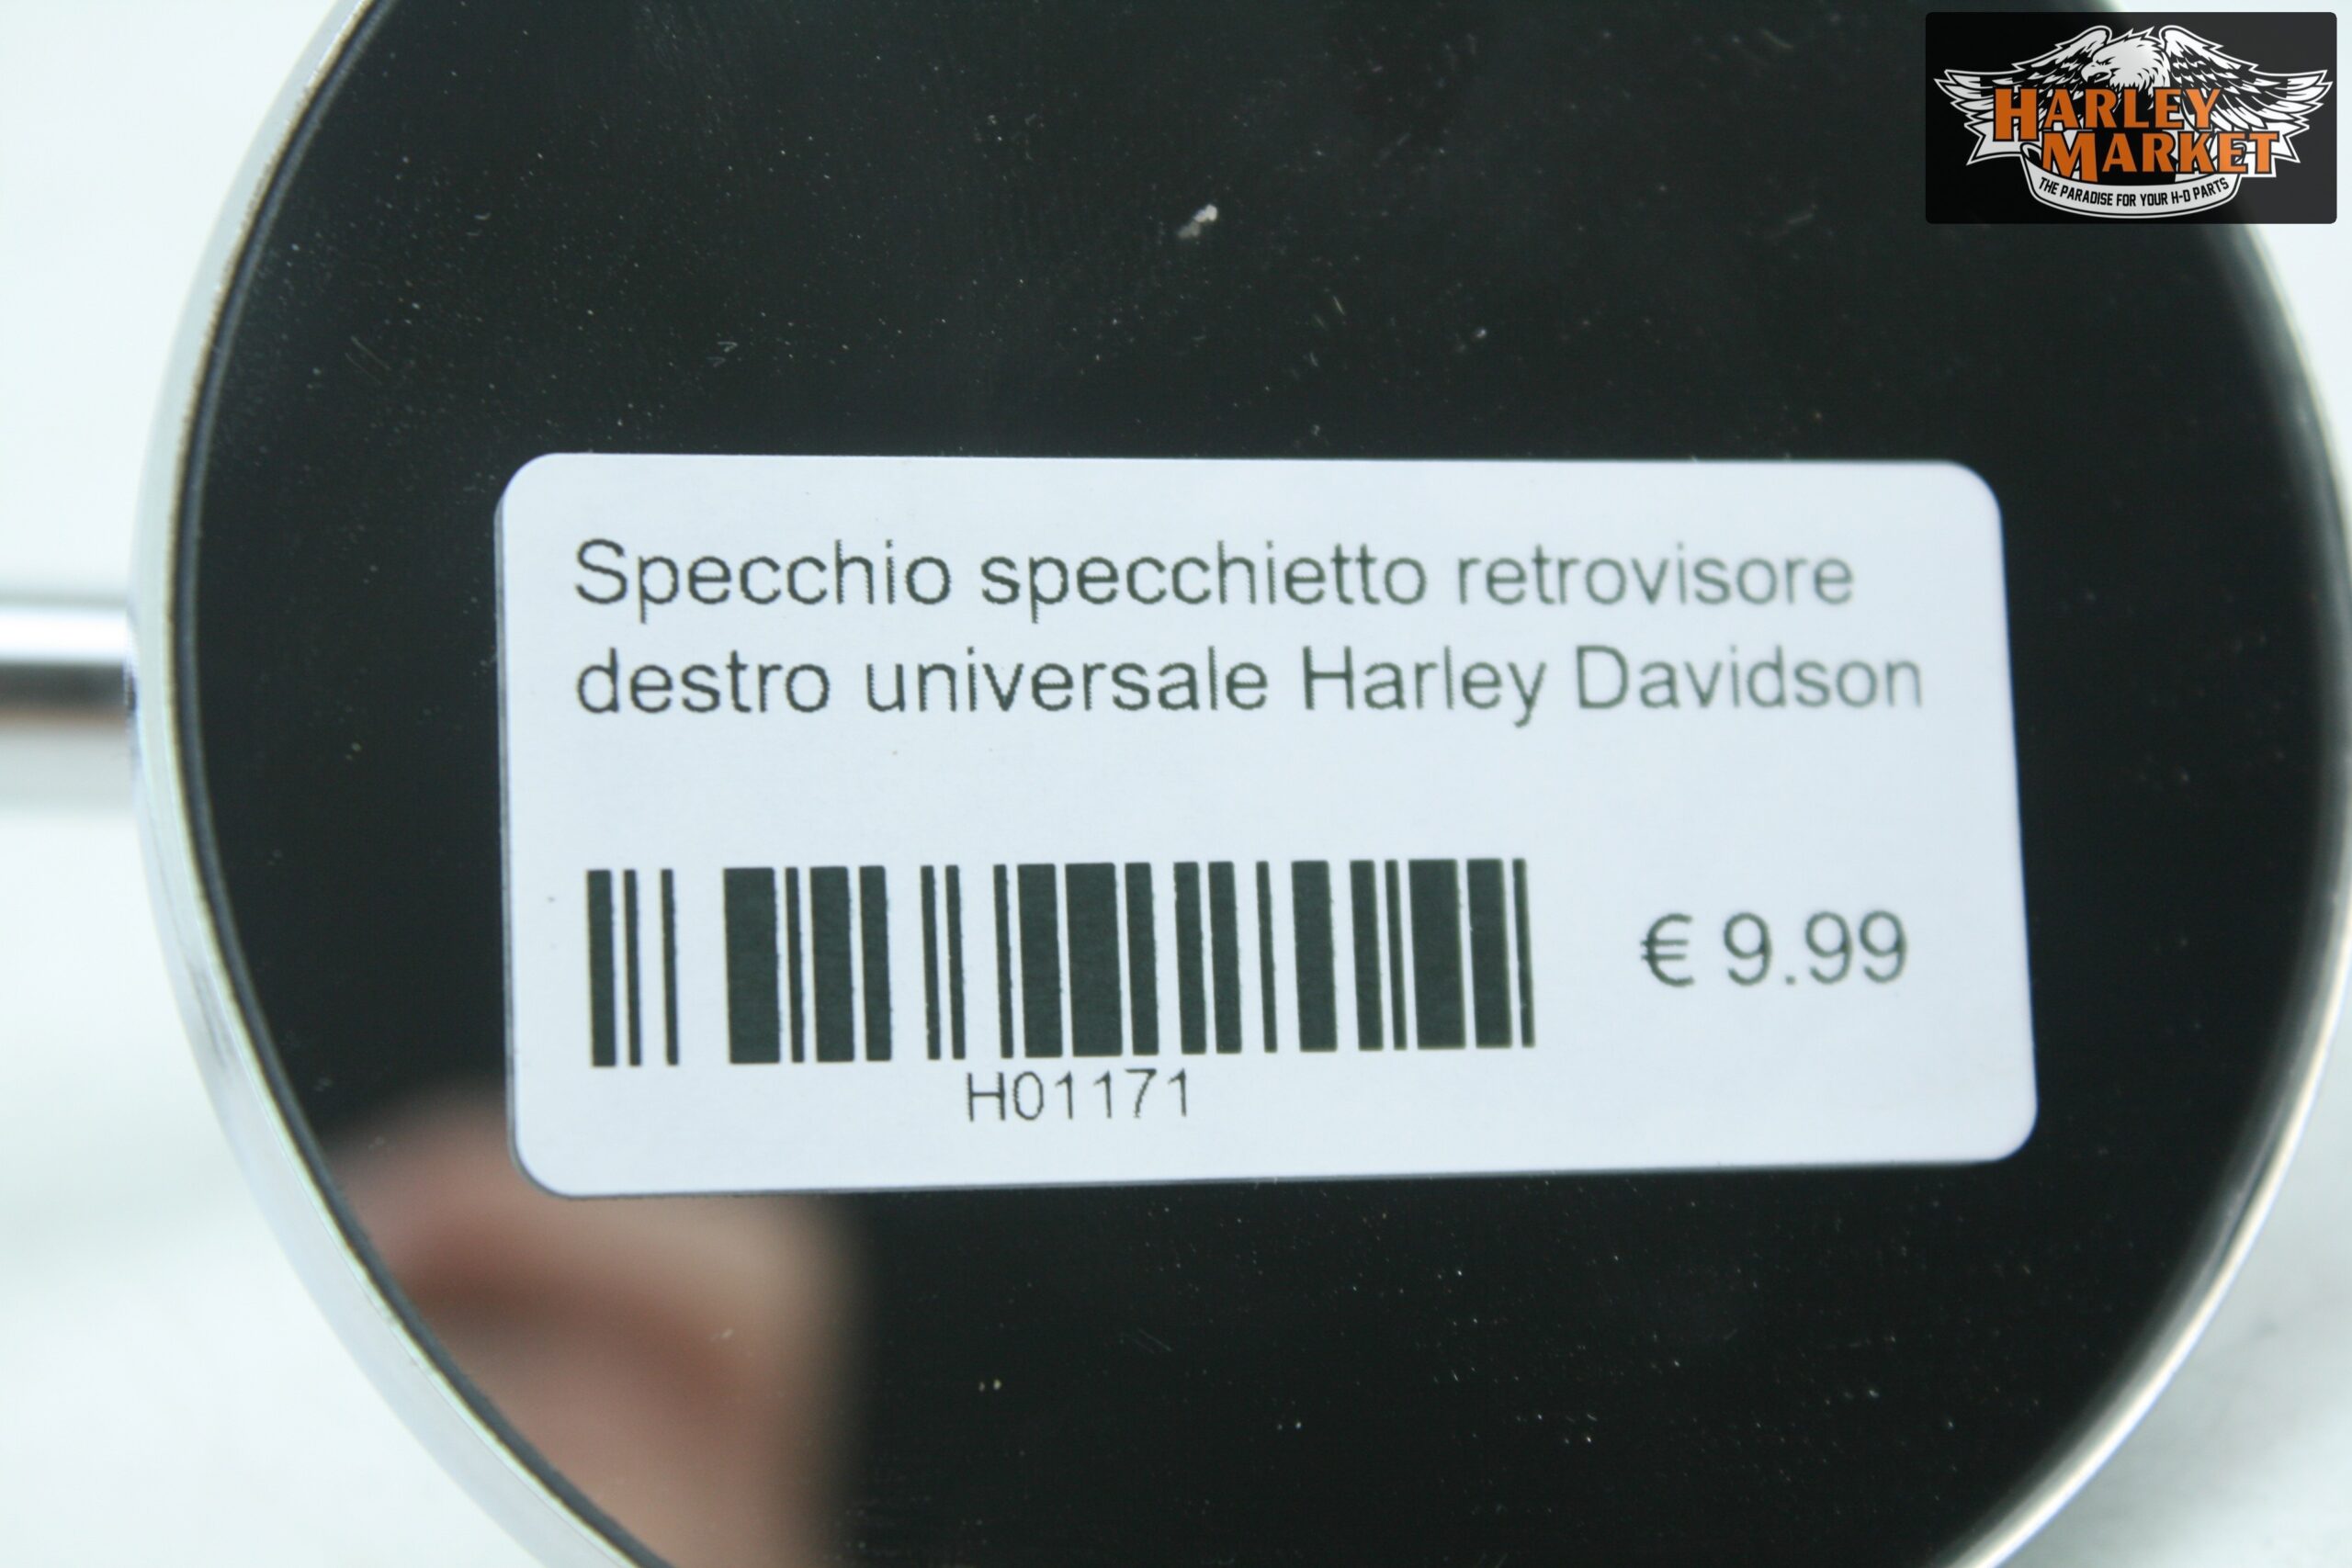 HARLEY
MARKET
THE PARADISE FOR YOUR H-D PARTS
Specchio specchietto retrovisore
destro universale Harley Davidson
€ 9.99
H01171